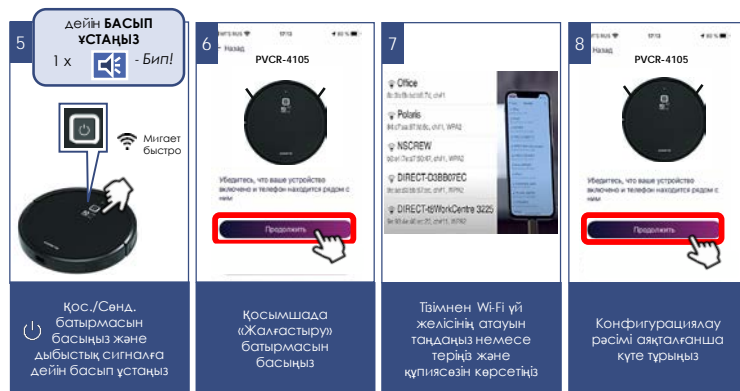 5
дейін БАСЫП
ҰСТАҢЫЗ
1 x
- Бип!
Мигает
быстро
Қос./Сөнд.
батырмасын
басыңыз және
дыбыстық сигналға
дейін басып ұстаңыз
6
Назад
PVCR-4105
Убедитесь, что ваше устройство
включено и телефон находится рядом с
ним
Продолжить
Қосымшада
«Жалғастыру»
батырмасын
басыңыз
7
Office
Polaris
NSCREW
DIRECT-D3BB07EC
DIRECT-t8WorkCentre 3225
Тізімнен Wi-Fi үй
желісінің атауын
таңдаңыз немесе
теріңіз және
құпиясөзін көрсетіңіз
8
Назад
PVCR-4105
Убедитесь, что ваше устройство
включено и телефон находится рядом с
ним
Продолжить
Конфигурациялау
рәсімі аяқталғанша
күте тұрыңыз